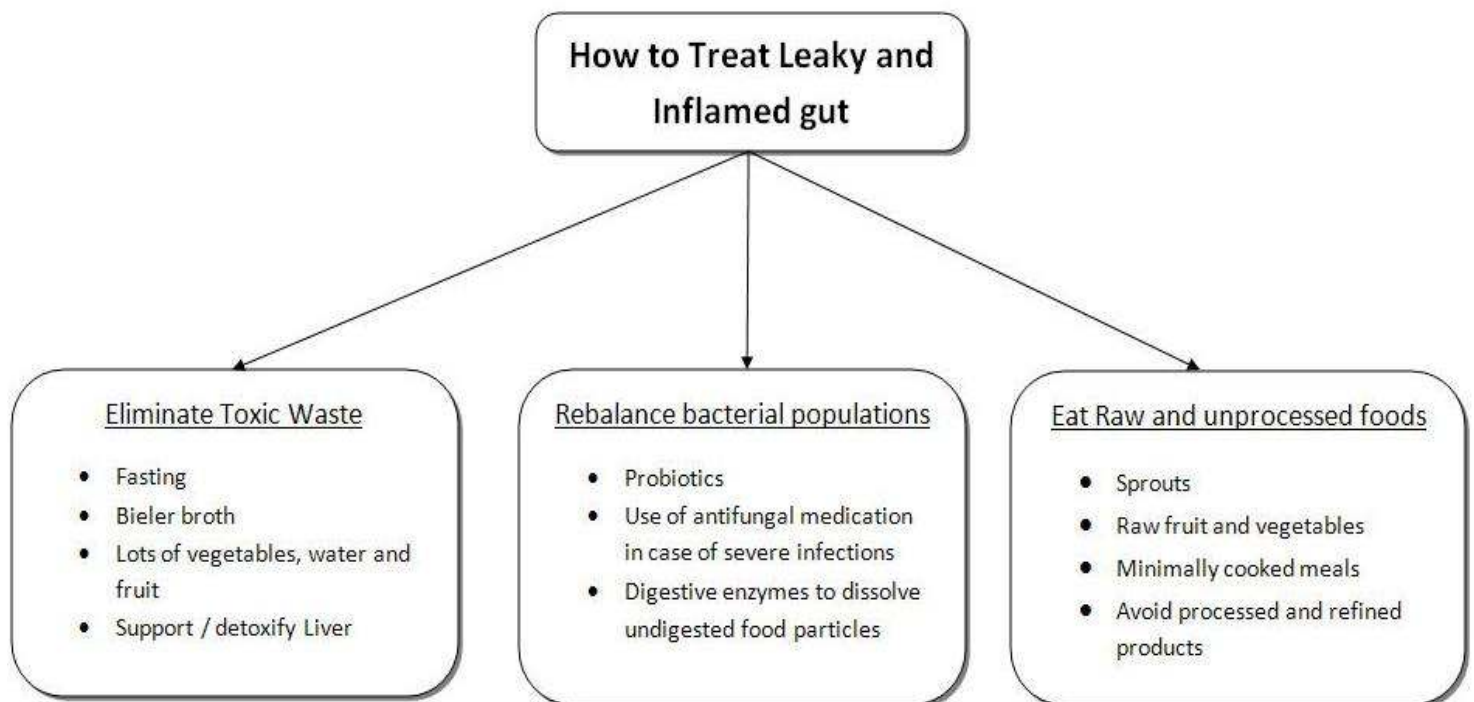 How to Treat Leaky and
Inflamed gut
Eliminate Toxic Waste
• Fasting
• Bieler broth
• Lots of vegetables, water and
fruit
• Support / detoxify Liver
Rebalance bacterial populations
• Probiotics
• Use of antifungal medication
in case of severe infections
• Digestive enzymes to dissolve
undigested food particles
Eat Raw and unprocessed foods
• Sprouts
• Raw fruit and vegetables
• Minimally cooked meals
• Avoid processed and refined
products